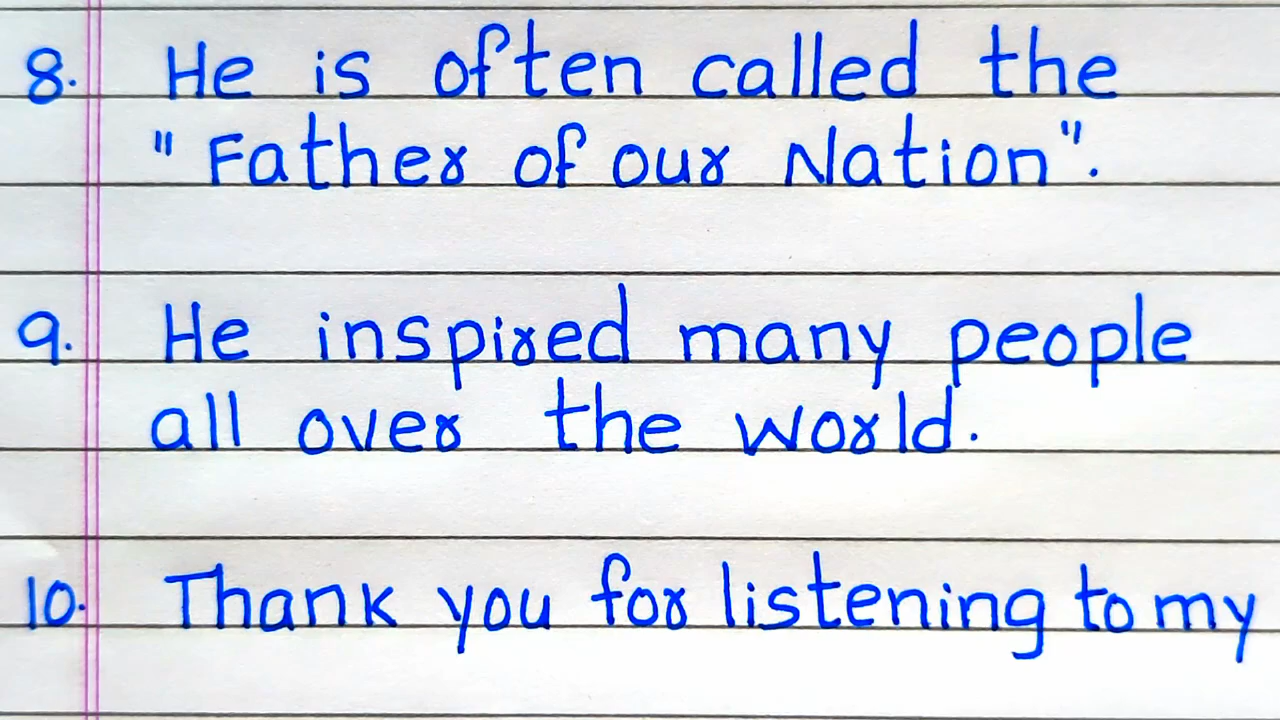 8. He is often called the
"Father of our Nation".
9. He inspired many people
all over the world.
10. Thank you for listening to my